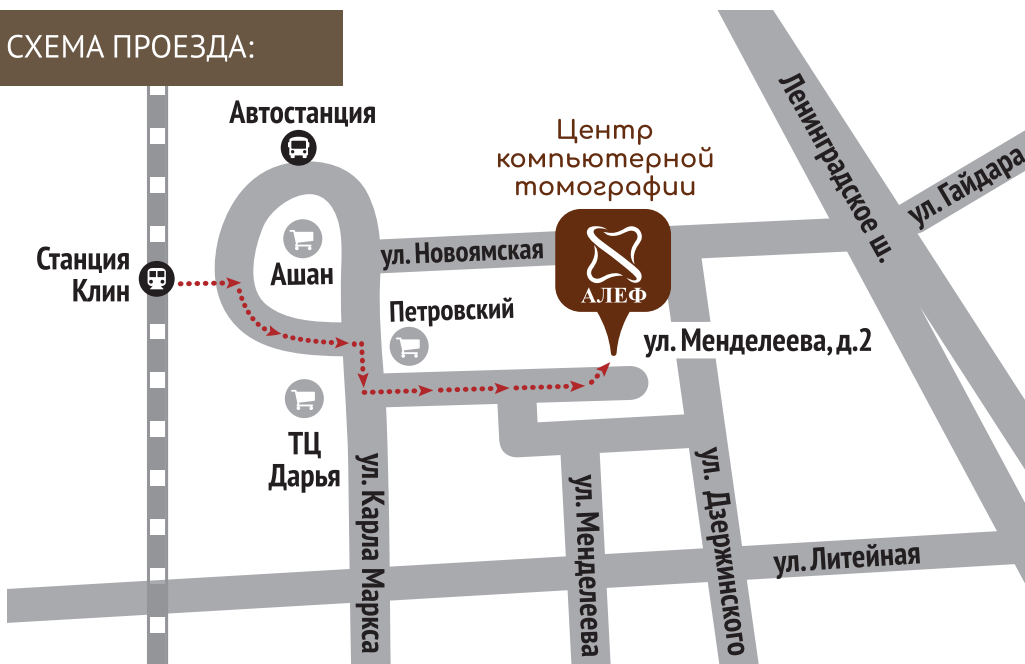 СХЕМА ПРОЕЗДА:
Автостанция
Центр
компьютерной
томографии
Ленинградское ш.
ул. Гайдара
ул. Новоямская
Станция
Клин
Ашан
АЛЕФ
Петровский
ул. Менделеева, д.2
ТЦ
Дарья
ул. Карла Маркса
ул. Менделеева
ул. Дзержинского
ул. Литейная